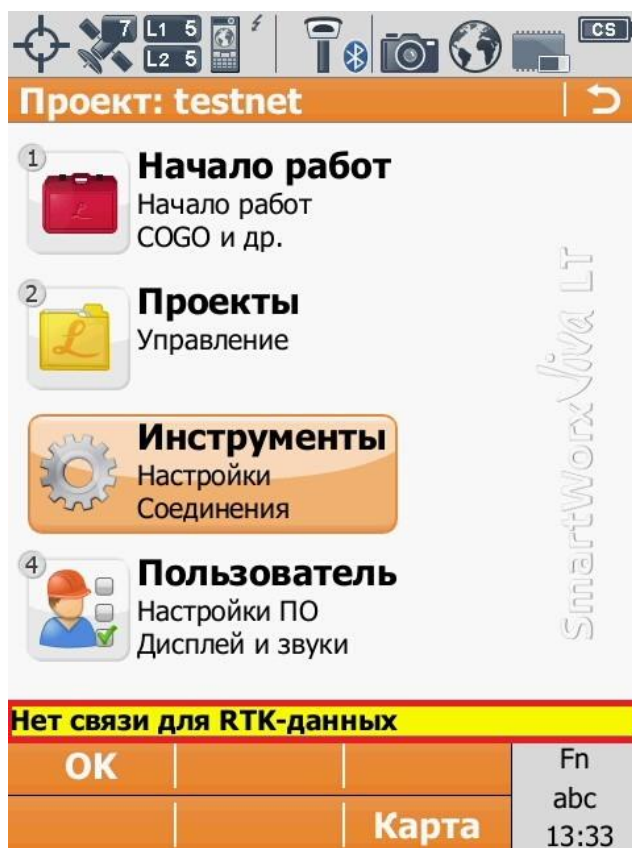 7
L1 5
L2 5
CS
Проект: testnet
1
Начало работ
Начало работ
COGO и др.
2
Проекты
Управление
Инструменты
Настройки
Соединения
4
Пользователь
Настройки ПО
Дисплей и звуки
SmartWorx Viva LT
Нет связи для RTK-данных
OK
Fn
abc
Карта
13:33